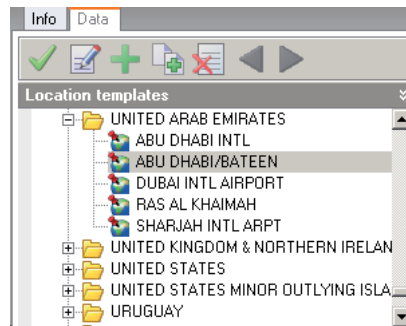 Info Data
Location templates
UNITED ARAB EMIRATES
ABU DHABI INTL
ABU DHABI/BATEEN
DUBAI INTL AIRPORT
RAS AL KHAIMAH
SHARJAH INTL ARPT
UNITED KINGDOM & NORTHERN IRELAN
UNITED STATES
UNITED STATES MINOR OUTLYING ISLA
URUGUAY